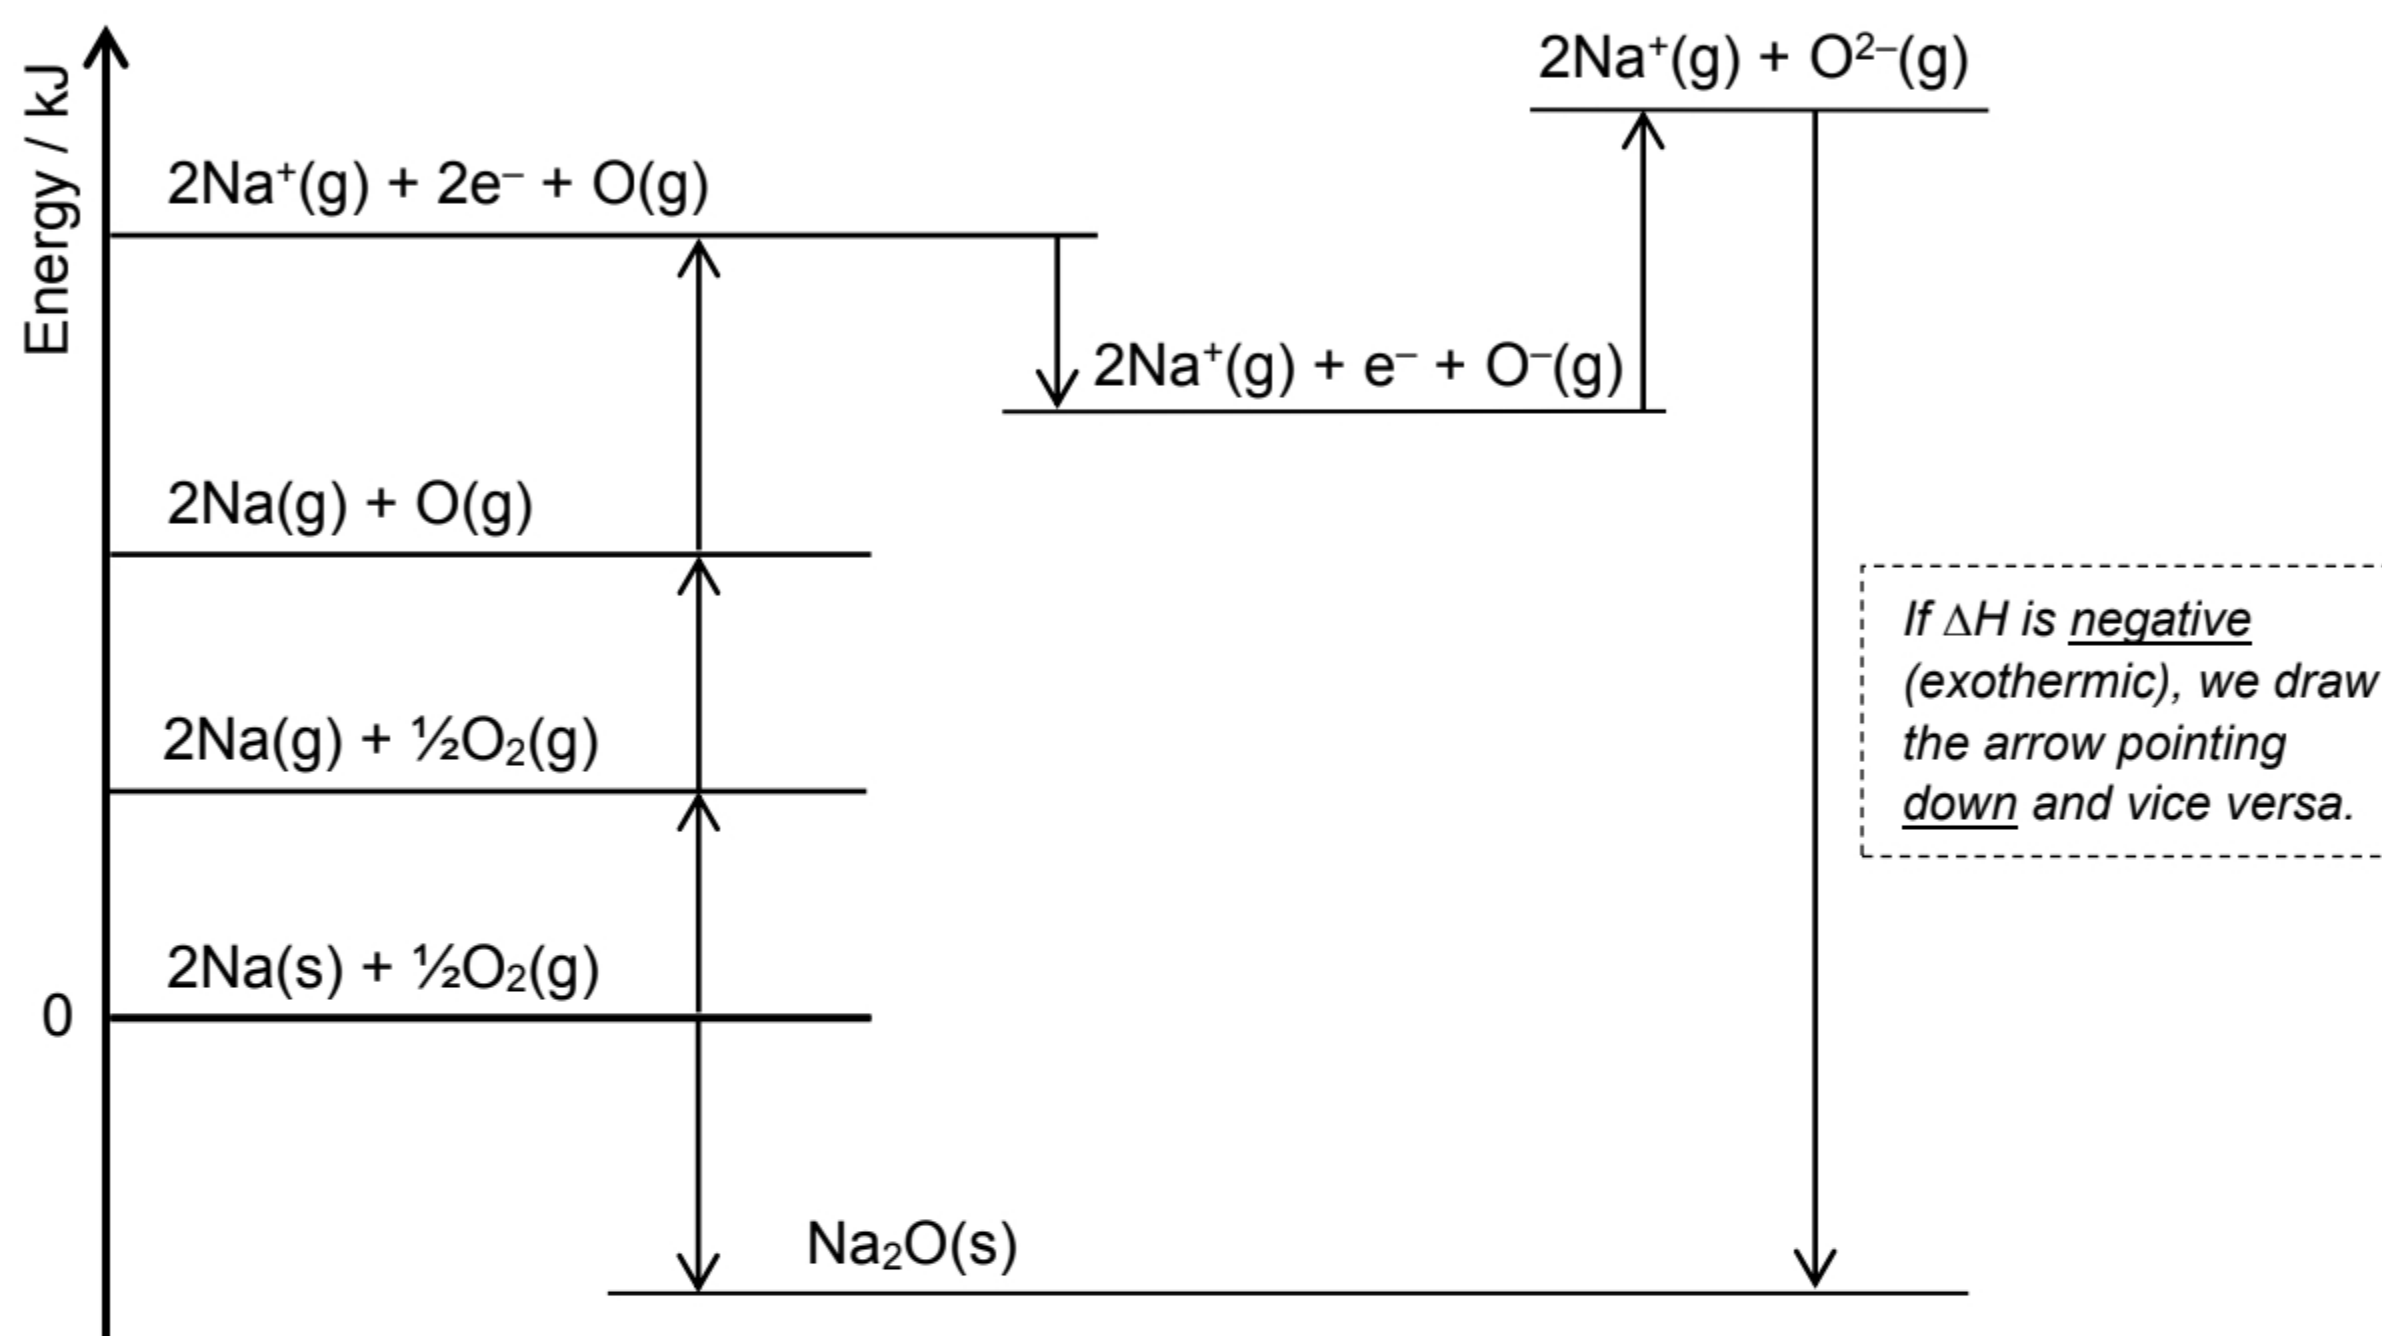 Energy / kJ
2Na⁺(g) + O²⁻(g)
2Na⁺(g) + 2e⁻ + O(g)
2Na⁺(g) + e⁻ + O⁻(g)
2Na(g) + O(g)
2Na(g) + ½O₂(g)
2Na(s) + ½O₂(g)
0
Na₂O(s)
If ΔH is negative
(exothermic), we draw
the arrow pointing
down and vice versa.